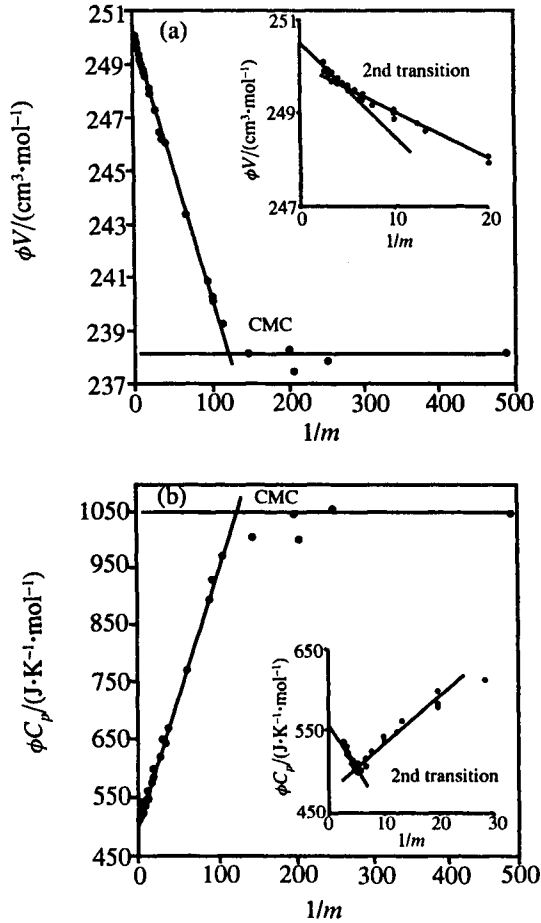 (a)
251
249
247
245
243
241
239
237
ϕV/(cm³·mol⁻¹)
CMC
0 100 200 300 400 500
1/m
251
249
247
ϕV/(cm³·mol⁻¹)
2nd transition
0 10 20
1/m
(b)
1050
950
850
750
650
550
450
ϕC_p/(J·K⁻¹·mol⁻¹)
CMC
0 100 200 300 400 500
1/m
650
550
450
ϕC_p/(J·K⁻¹·mol⁻¹)
2nd transition
0 10 20 30
1/m